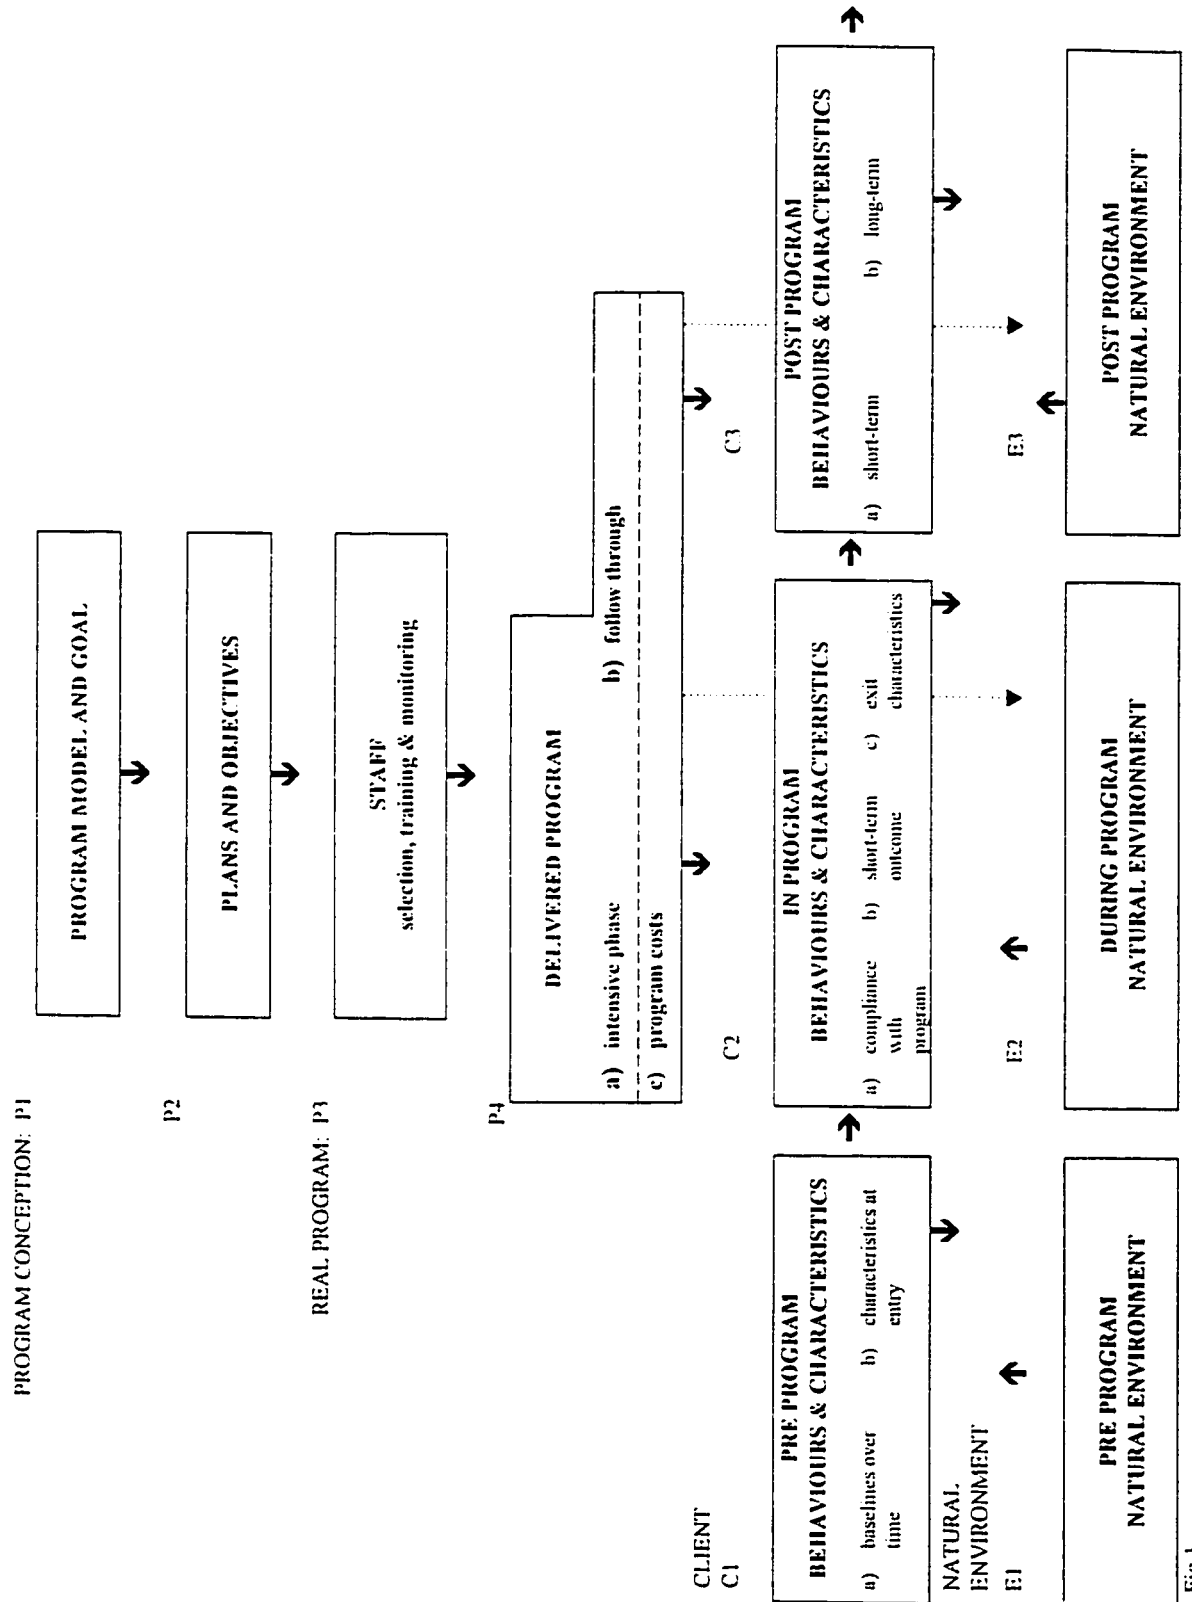 PROGRAM CONCEPTION: P1
PROGRAM MODEL AND GOAL
P2
PLANS AND OBJECTIVES
REAL PROGRAM: P3
STAFF
selection, training & monitoring
P4
DELIVERED PROGRAM
a) intensive phase
b) follow through
c) program costs
CLIENT
C1
C2
C3
PRE PROGRAM
BEHAVIOURS & CHARACTERISTICS
a) baselines over
time
b) characteristics at
entry
IN PROGRAM
BEHAVIOURS & CHARACTERISTICS
a) compliance
with
program
b) short-term
outcome
c) exit
characteristics
POST PROGRAM
BEHAVIOURS & CHARACTERISTICS
a) short-term
b) long-term
NATURAL
ENVIRONMENT
E1
E2
E3
PRE PROGRAM
NATURAL ENVIRONMENT
DURING PROGRAM
NATURAL ENVIRONMENT
POST PROGRAM
NATURAL ENVIRONMENT
Fig 1